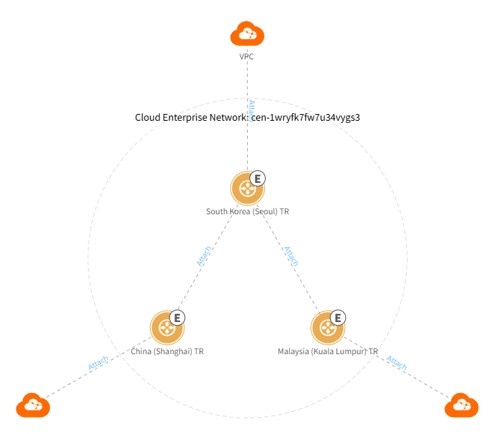 VPC
Attach
Cloud Enterprise Network: cen-1wryfk7fw7u34vygs3
E
South Korea (Seoul) TR
Attach
Attach
E
E
China (Shanghai) TR
Malaysia (Kuala Lumpur) TR
Attach
Attach